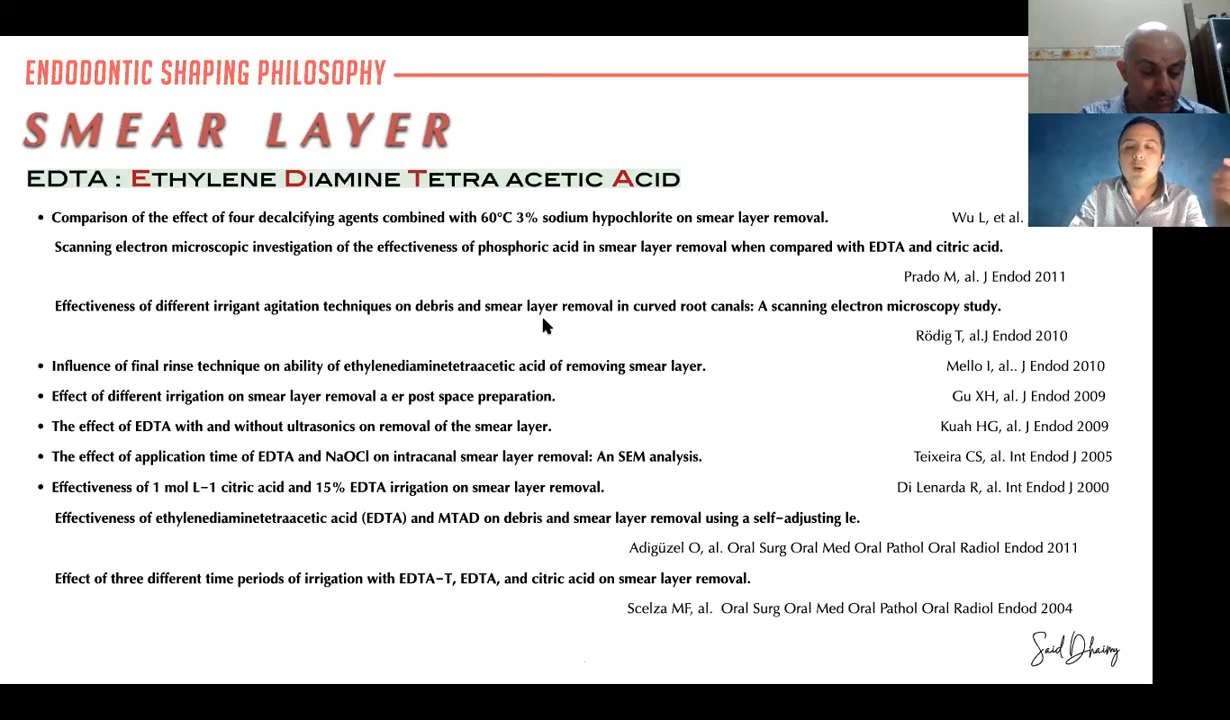 ENDODONTIC SHAPING PHILOSOPHY
SMEAR LAYER
EDTA : ETHYLENE DIAMINE TETRA ACETIC ACID
• Comparison of the effect of four decalcifying agents combined with 60°C 3% sodium hypochlorite on smear layer removal. Wu L, et al.
Scanning electron microscopic investigation of the effectiveness of phosphoric acid in smear layer removal when compared with EDTA and citric acid.
Prado M, al. J Endod 2011
Effectiveness of different irrigant agitation techniques on debris and smear layer removal in curved root canals: A scanning electron microscopy study.
Rödig T, al.J Endod 2010
• Influence of final rinse technique on ability of ethylenediaminetetraacetic acid of removing smear layer. Mello I, al.. J Endod 2010
• Effect of different irrigation on smear layer removal a er post space preparation. Gu XH, al. J Endod 2009
• The effect of EDTA with and without ultrasonics on removal of the smear layer. Kuah HG, al. J Endod 2009
• The effect of application time of EDTA and NaOCl on intracanal smear layer removal: An SEM analysis. Teixeira CS, al. Int Endod J 2005
• Effectiveness of 1 mol L−1 citric acid and 15% EDTA irrigation on smear layer removal. Di Lenarda R, al. Int Endod J 2000
Effectiveness of ethylenediaminetetraacetic acid (EDTA) and MTAD on debris and smear layer removal using a self−adjusting le.
Adigüzel O, al. Oral Surg Oral Med Oral Pathol Oral Radiol Endod 2011
Effect of three different time periods of irrigation with EDTA−T, EDTA, and citric acid on smear layer removal.
Scelza MF, al. Oral Surg Oral Med Oral Pathol Oral Radiol Endod 2004
Said Dhaimy